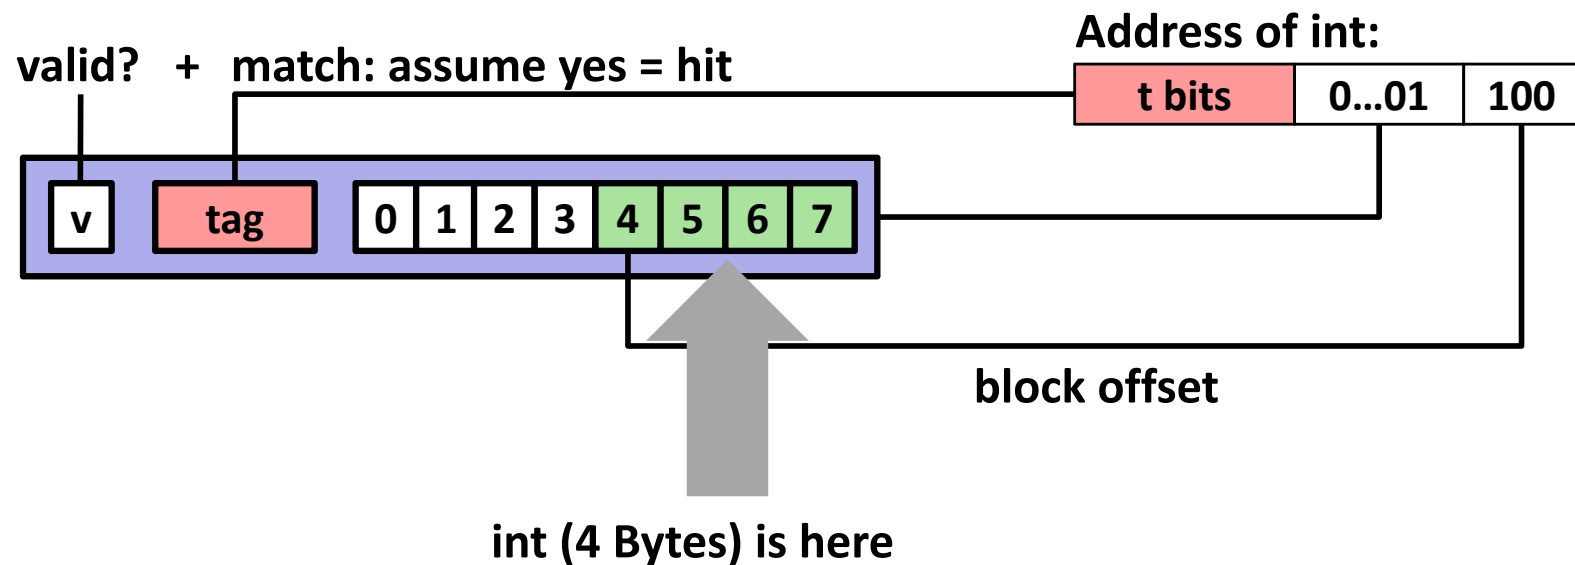 Address of int:
valid? + match: assume yes = hit
t bits 0...01 100
v tag 0 1 2 3 4 5 6 7
block offset
int (4 Bytes) is here